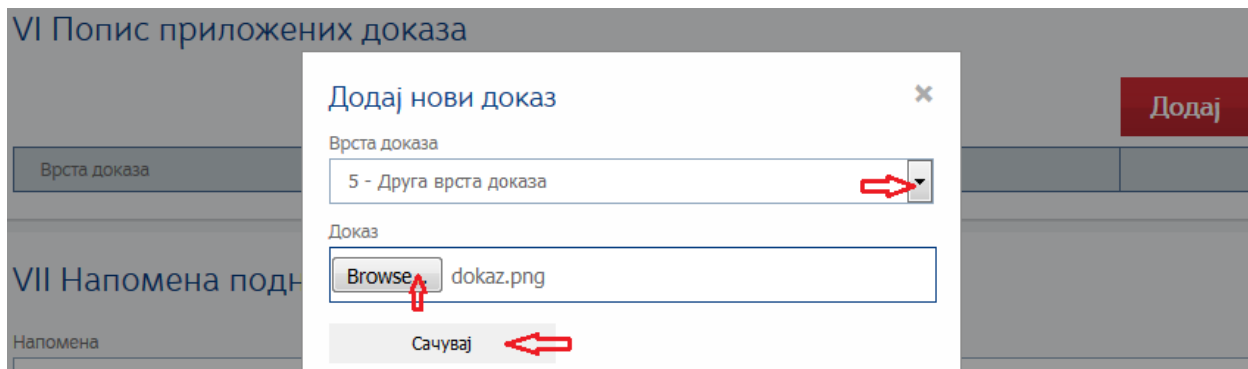 VI Попис приложених доказа
Додај нови доказ
Додај
Врста доказа
Врста доказа
5 - Друга врста доказа
Доказ
Browse... dokaz.png
VII Напомена подн
Напомена
Сачувај